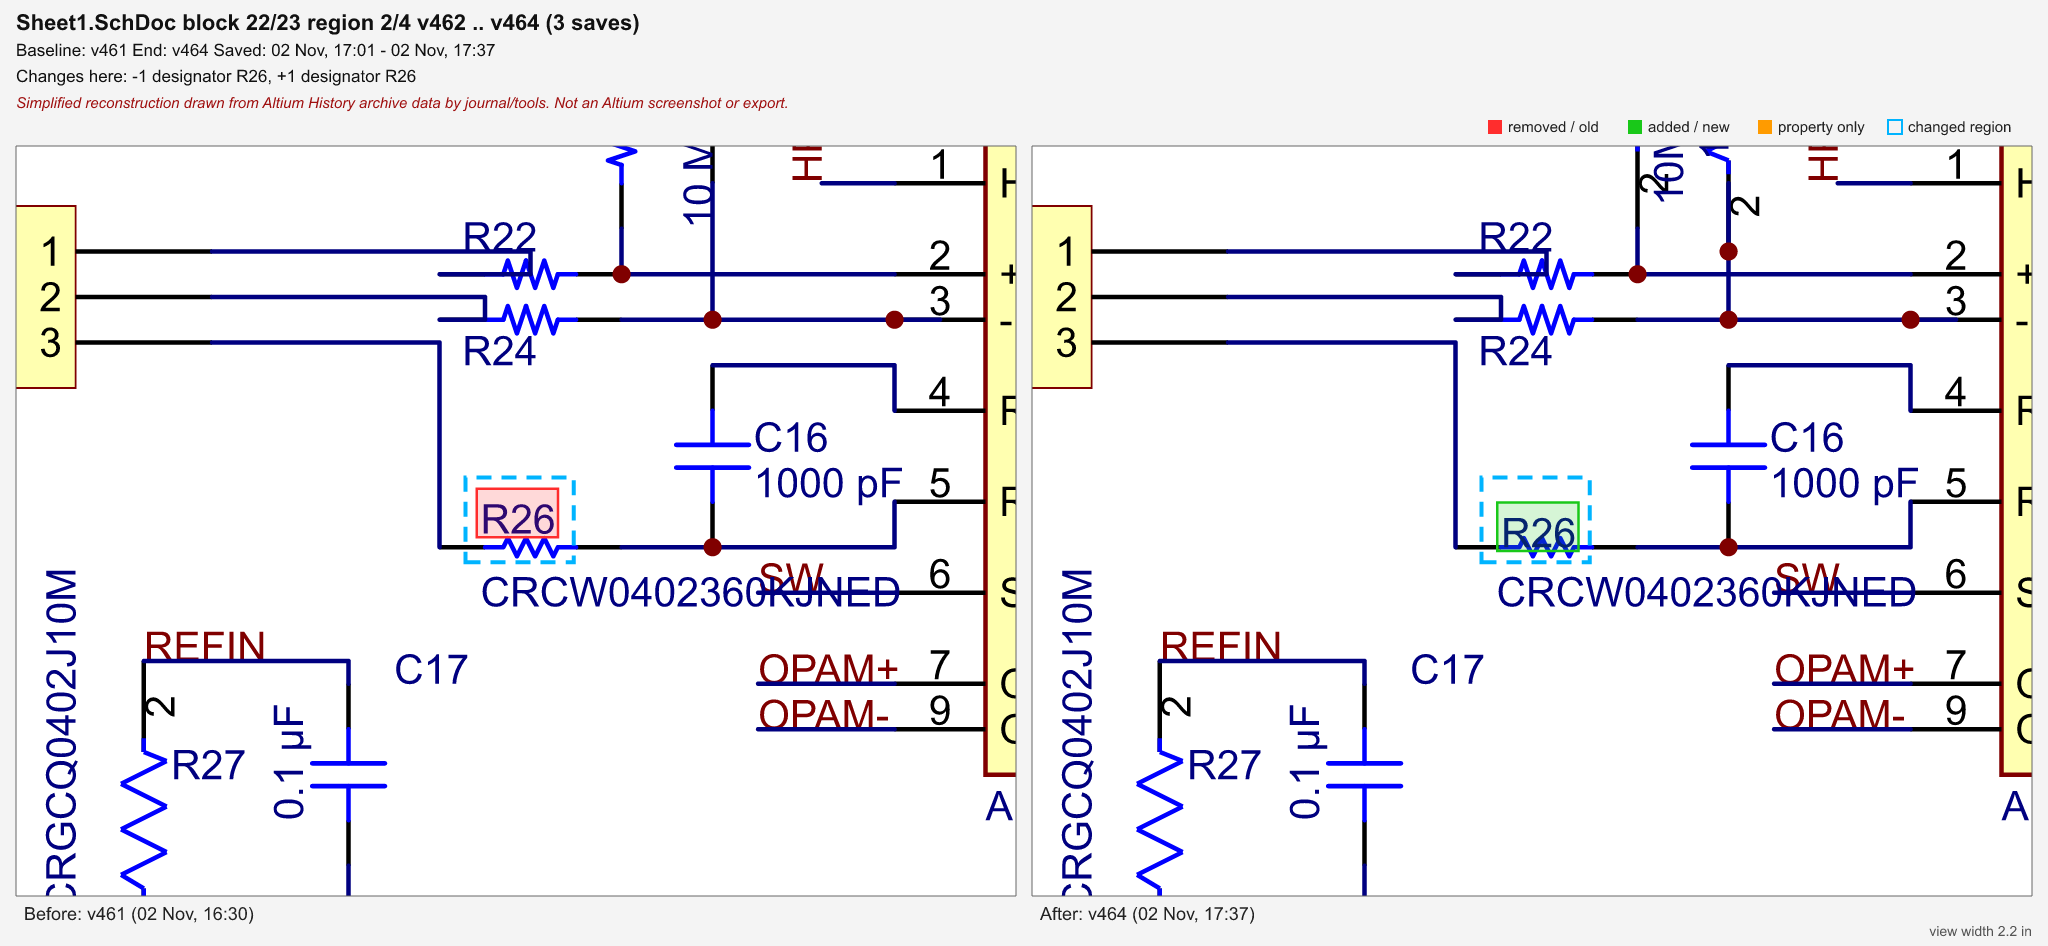 Sheet1.SchDoc block 22/23 region 2/4 v462 .. v464 (3 saves)
Baseline: v461 End: v464 Saved: 02 Nov, 17:01 - 02 Nov, 17:37
Changes here: -1 designator R26, +1 designator R26
Simplified reconstruction drawn from Altium History archive data by journal/tools. Not an Altium screenshot or export.
removed / old
added / new
property only
changed region
10 M
1
R22
1
2
+
2
3
-
3
R24
4
C16
1000 pF
5
R26
SW
6
CRCW0402360KJNED
REFIN
OPAM+
7
C17
OPAM-
9
2
0.1 µF
R27
CRGCQ0402J10M
A
10M
2
1
2
R22
1
2
+
2
3
-
3
R24
4
C16
1000 pF
5
R26
SW
6
CRCW0402360KJNED
REFIN
OPAM+
7
C17
OPAM-
9
2
0.1 µF
R27
CRGCQ0402J10M
A
Before: v461 (02 Nov, 16:30)
After: v464 (02 Nov, 17:37)
view width 2.2 in